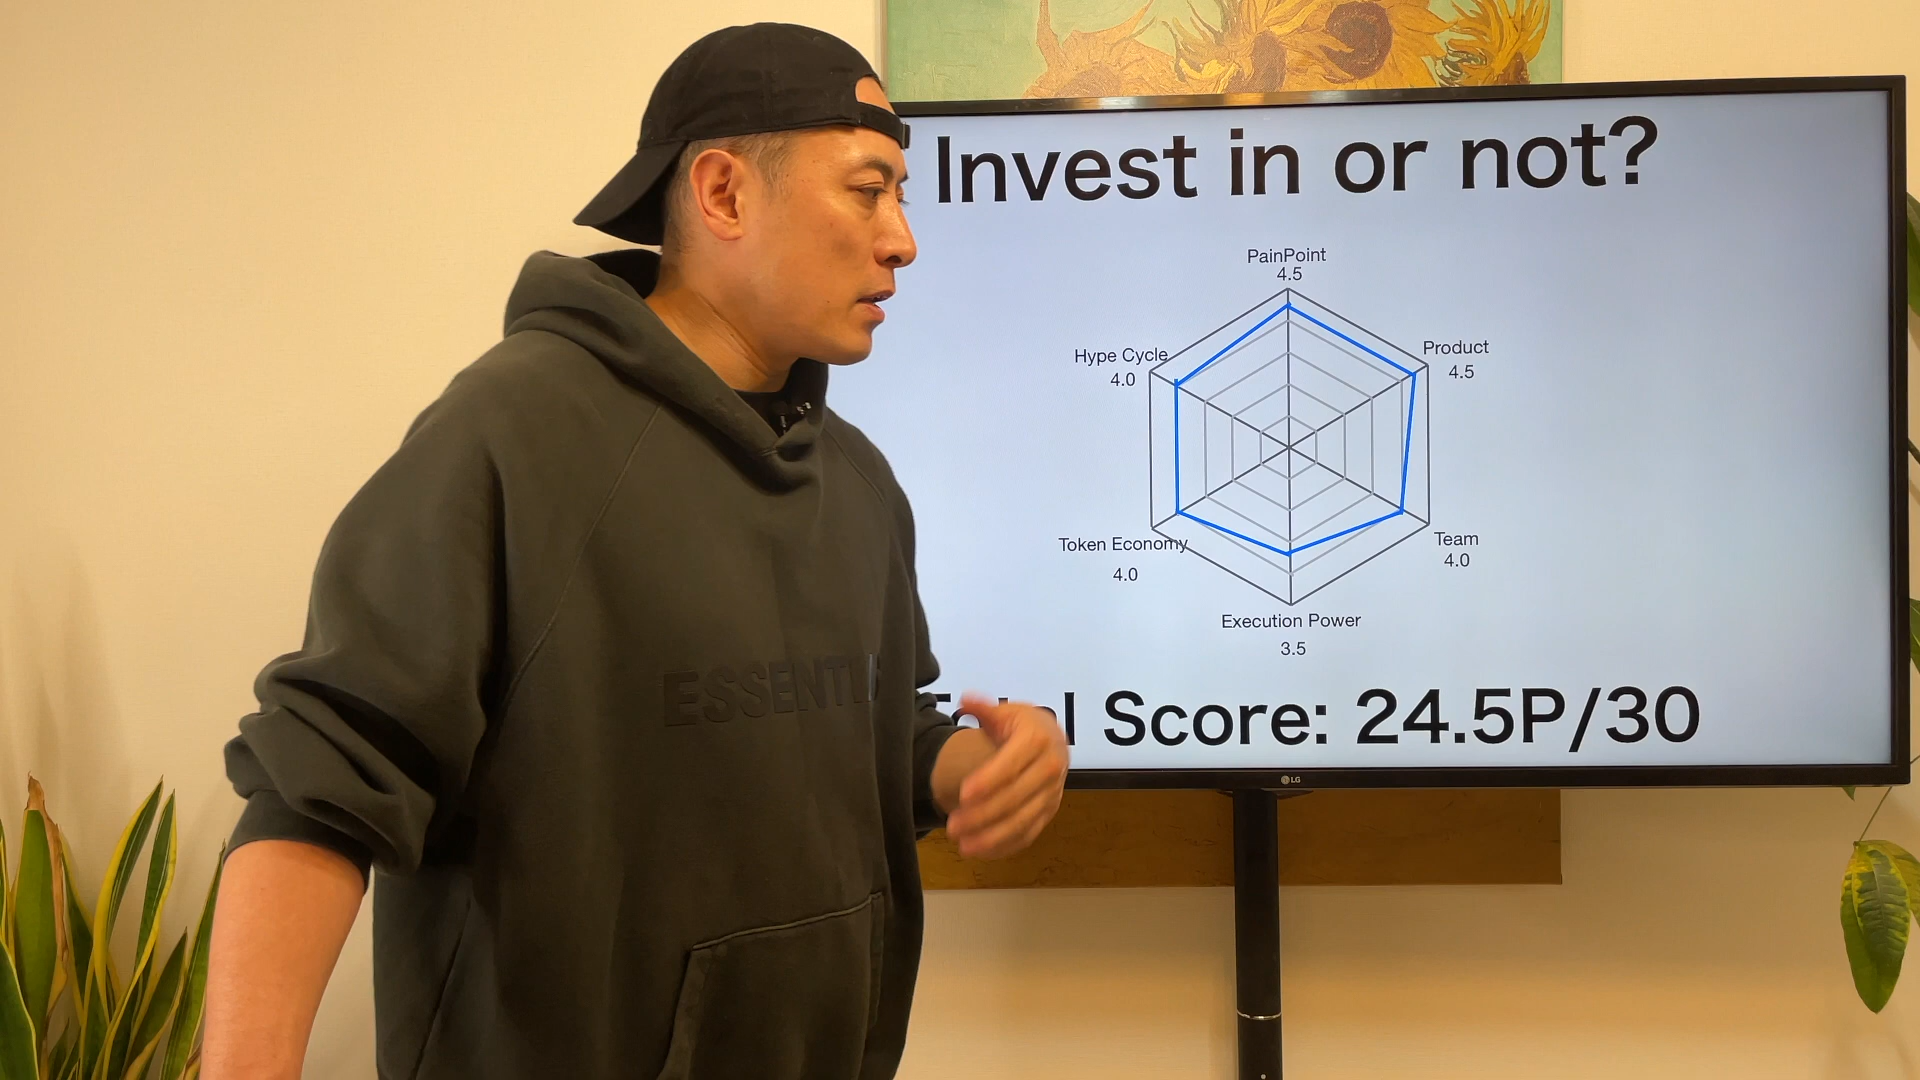 Invest in or not?
PainPoint
4.5
Hype Cycle
4.0
Product
4.5
Token Economy
4.0
Team
4.0
Execution Power
3.5
Score: 24.5P/30
LG